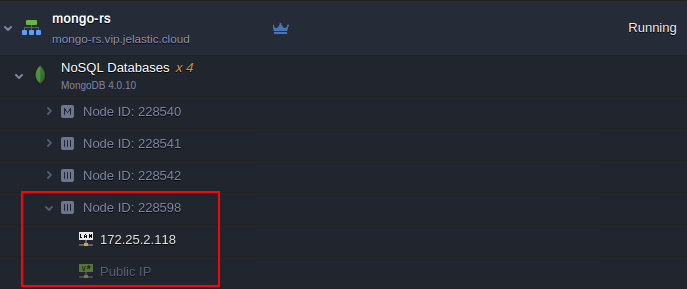 mongo-rs
mongo-rs.vip.jelastic.cloud
Running
NoSQL Databases x 4
MongoDB 4.0.10
M Node ID: 228540
Node ID: 228541
Node ID: 228542
Node ID: 228598
LAN 172.25.2.118
Public IP